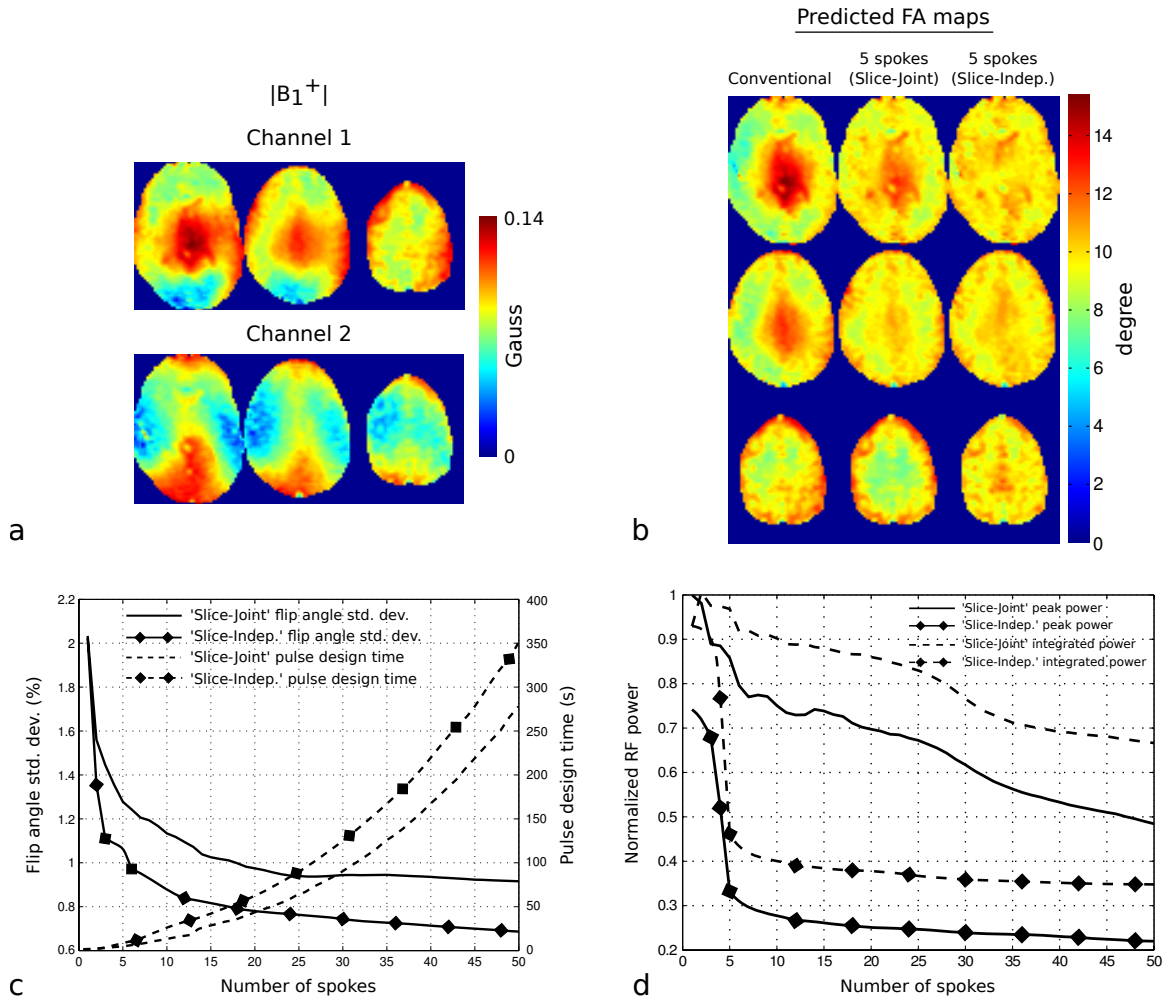 Predicted FA maps
5 spokes 5 spokes
Conventional (Slice-Joint) (Slice-Indep.)
|B1+|
Channel 1
0.14
Gauss
0
Channel 2
14
12
10
8
6
4
2
0
degree
a
b
2.2
2
1.8
1.6
1.4
1.2
1
0.8
0.6
Flip angle std. dev. (%)
'Slice-Joint' flip angle std. dev.
'Slice-Indep.' flip angle std. dev.
'Slice-Joint' pulse design time
'Slice-Indep.' pulse design time
400
350
300
250
200
150
100
50
0
Pulse design time (s)
0 5 10 15 20 25 30 35 40 45 50
Number of spokes
c
1
0.9
0.8
0.7
0.6
0.5
0.4
0.3
0.2
Normalized RF power
'Slice-Joint' peak power
'Slice-Indep.' peak power
'Slice-Joint' integrated power
'Slice-Indep.' integrated power
0 5 10 15 20 25 30 35 40 45 50
Number of spokes
d